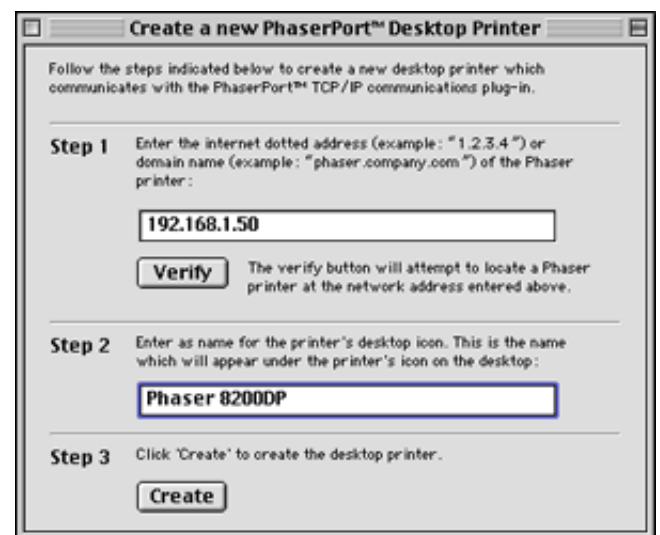 Create a new PhaserPort™ Desktop Printer
Follow the steps indicated below to create a new desktop printer which
communicates with the PhaserPort™ TCP/IP communications plug-in.
Step 1
Enter the internet dotted address (example: "1.2.3.4") or
domain name (example: "phaser.company.com") of the Phaser
printer:
192.168.1.50
Verify
The verify button will attempt to locate a Phaser
printer at the network address entered above.
Step 2
Enter as name for the printer's desktop icon. This is the name
which will appear under the printer's icon on the desktop:
Phaser 8200DP
Step 3
Click 'Create' to create the desktop printer.
Create